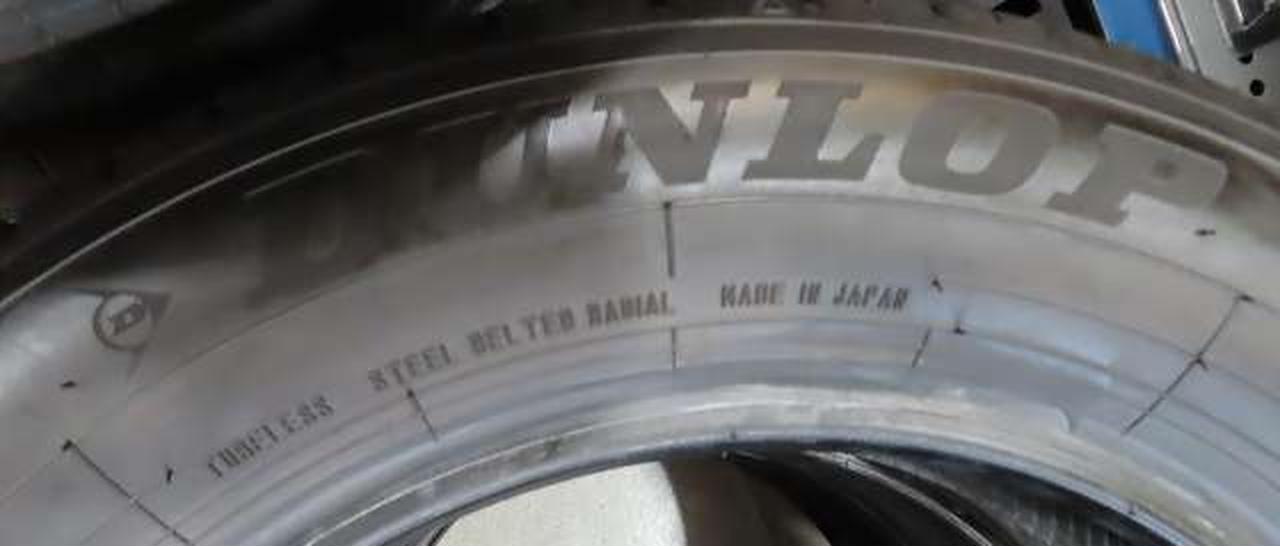 DUNLOP
D
TUBELESS STEEL BELTED RADIAL MADE IN JAPAN